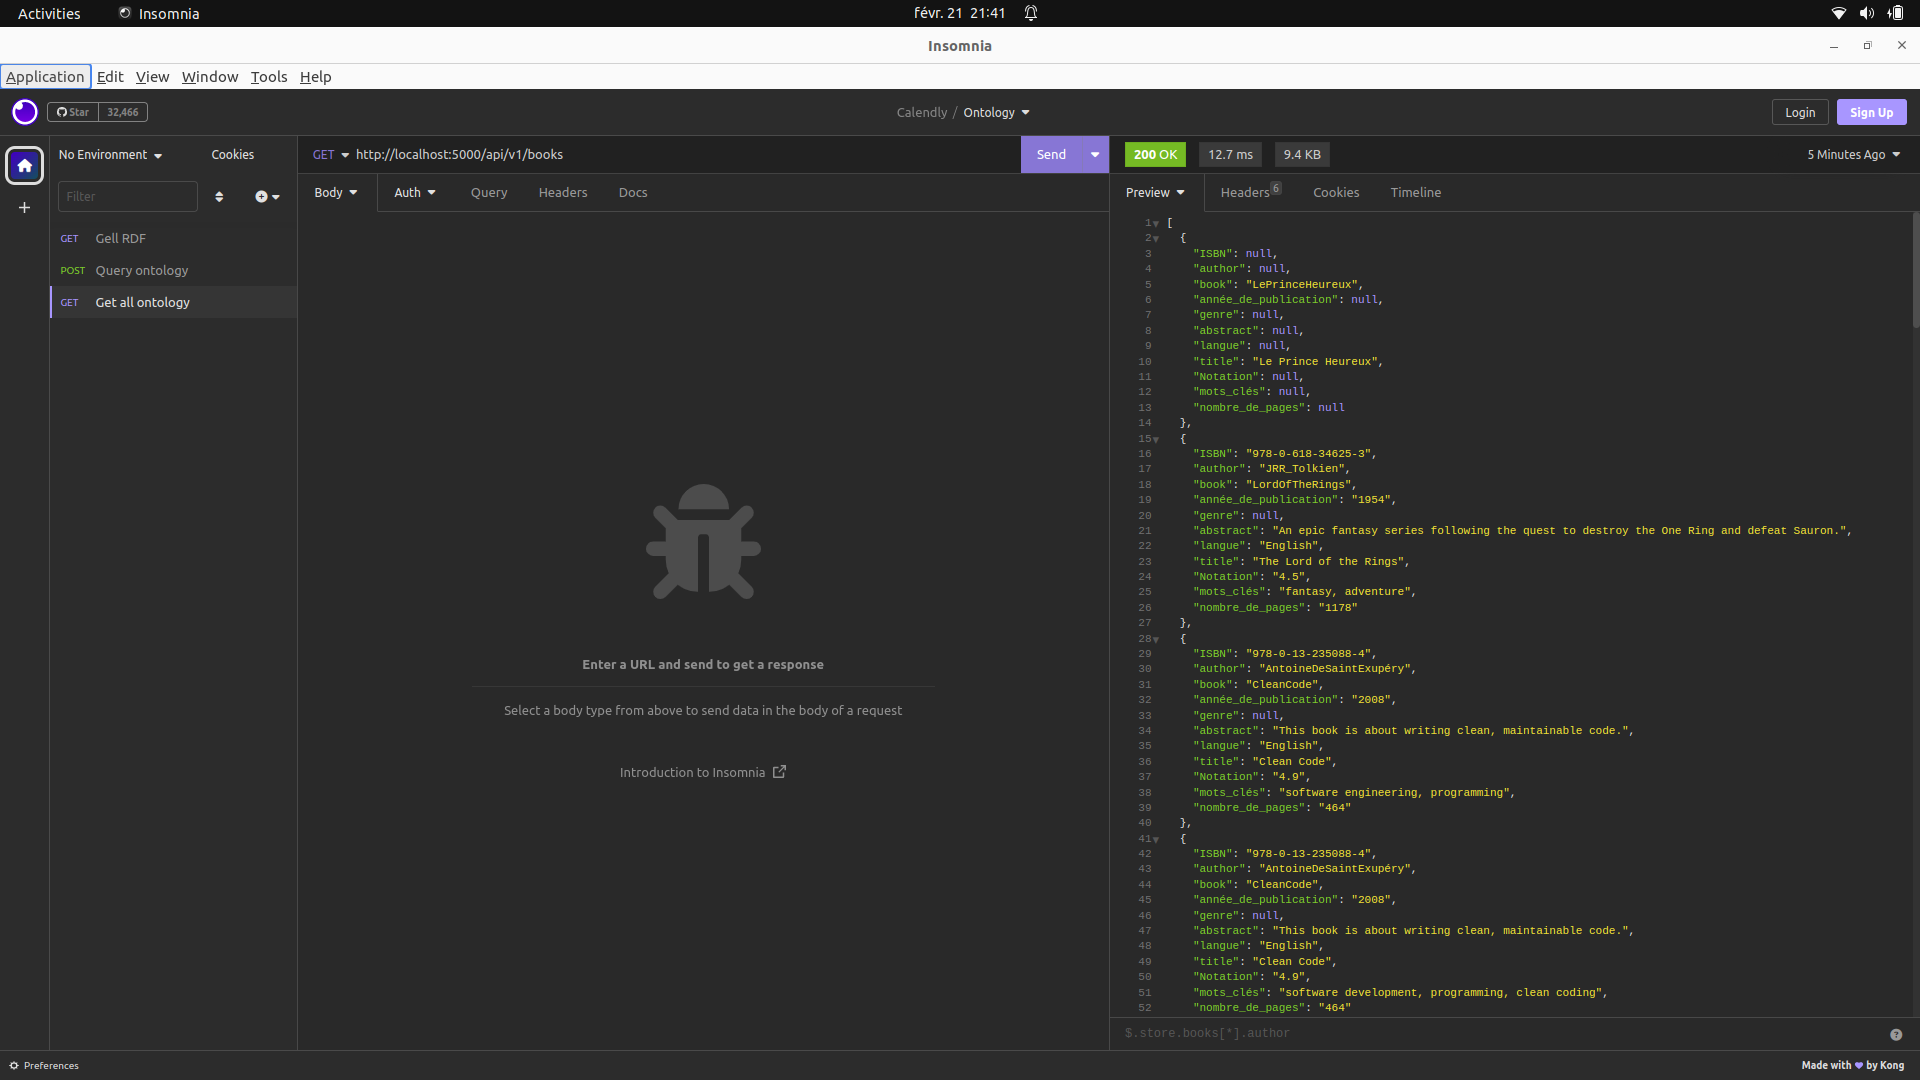 Activities Insomnia févr. 21 21:41
Insomnia
Application Edit View Window Tools Help
Star 32,466 Calendly / Ontology Login Sign Up
No Environment Cookies
Filter
GET Gell RDF
POST Query ontology
GET Get all ontology
GET http://localhost:5000/api/v1/books Send
Body Auth Query Headers Docs
Enter a URL and send to get a response
Select a body type from above to send data in the body of a request
Introduction to Insomnia
200 OK 12.7 ms 9.4 KB 5 Minutes Ago
Preview Headers 6 Cookies Timeline
1 [
2 {
3 "ISBN": null,
4 "author": null,
5 "book": "LePrinceHeureux",
6 "année_de_publication": null,
7 "genre": null,
8 "abstract": null,
9 "langue": null,
10 "title": "Le Prince Heureux",
11 "Notation": null,
12 "mots_clés": null,
13 "nombre_de_pages": null
14 },
15 {
16 "ISBN": "978-0-618-34625-3",
17 "author": "JRR_Tolkien",
18 "book": "LordOfTheRings",
19 "année_de_publication": "1954",
20 "genre": null,
21 "abstract": "An epic fantasy series following the quest to destroy the One Ring and defeat Sauron.",
22 "langue": "English",
23 "title": "The Lord of the Rings",
24 "Notation": "4.5",
25 "mots_clés": "fantasy, adventure",
26 "nombre_de_pages": "1178"
27 },
28 {
29 "ISBN": "978-0-13-235088-4",
30 "author": "AntoineDeSaintExupéry",
31 "book": "CleanCode",
32 "année_de_publication": "2008",
33 "genre": null,
34 "abstract": "This book is about writing clean, maintainable code.",
35 "langue": "English",
36 "title": "Clean Code",
37 "Notation": "4.9",
38 "mots_clés": "software engineering, programming",
39 "nombre_de_pages": "464"
40 },
41 {
42 "ISBN": "978-0-13-235088-4",
43 "author": "AntoineDeSaintExupéry",
44 "book": "CleanCode",
45 "année_de_publication": "2008",
46 "genre": null,
47 "abstract": "This book is about writing clean, maintainable code.",
48 "langue": "English",
49 "title": "Clean Code",
50 "Notation": "4.9",
51 "mots_clés": "software development, programming, clean coding",
52 "nombre_de_pages": "464"
$.store.books[*].author
Preferences Made with 💜 by Kong